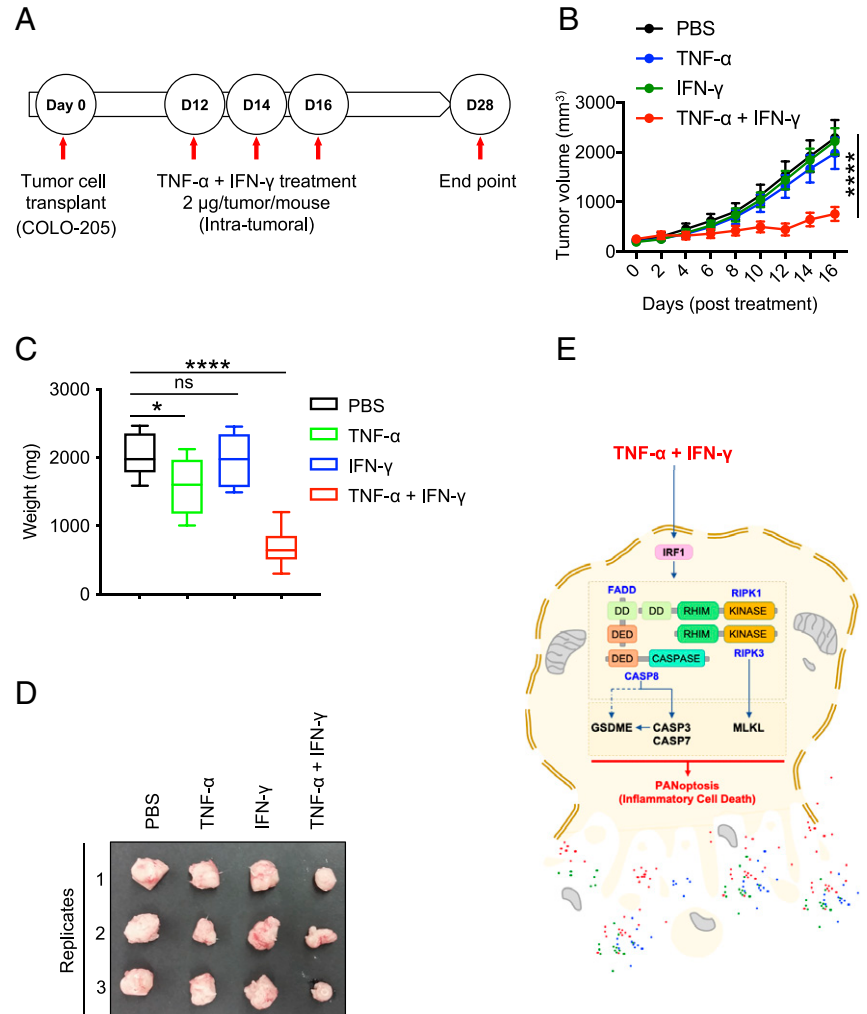 A
Day 0
D12
D14
D16
D28
Tumor cell
transplant
(COLO-205)
TNF-α + IFN-γ treatment
2 µg/tumor/mouse
(Intra-tumoral)
End point
B
PBS
TNF-α
IFN-γ
TNF-α + IFN-γ
Tumor volume (mm³)
3000
2000
1000
0
0 2 4 6 8 10 12 14 16
Days (post treatment)
****
C
****
ns
*
Weight (mg)
3000
2000
1000
0
PBS
TNF-α
IFN-γ
TNF-α + IFN-γ
D
PBS
TNF-α
IFN-γ
TNF-α + IFN-γ
Replicates
1
2
3
E
TNF-α + IFN-γ
IRF1
FADD
RIPK1
DD DD RHIM KINASE
DED RHIM KINASE
DED CASPASE RIPK3
CASP8
GSDME CASP3 MLKL
CASP7
PANoptosis
(Inflammatory Cell Death)